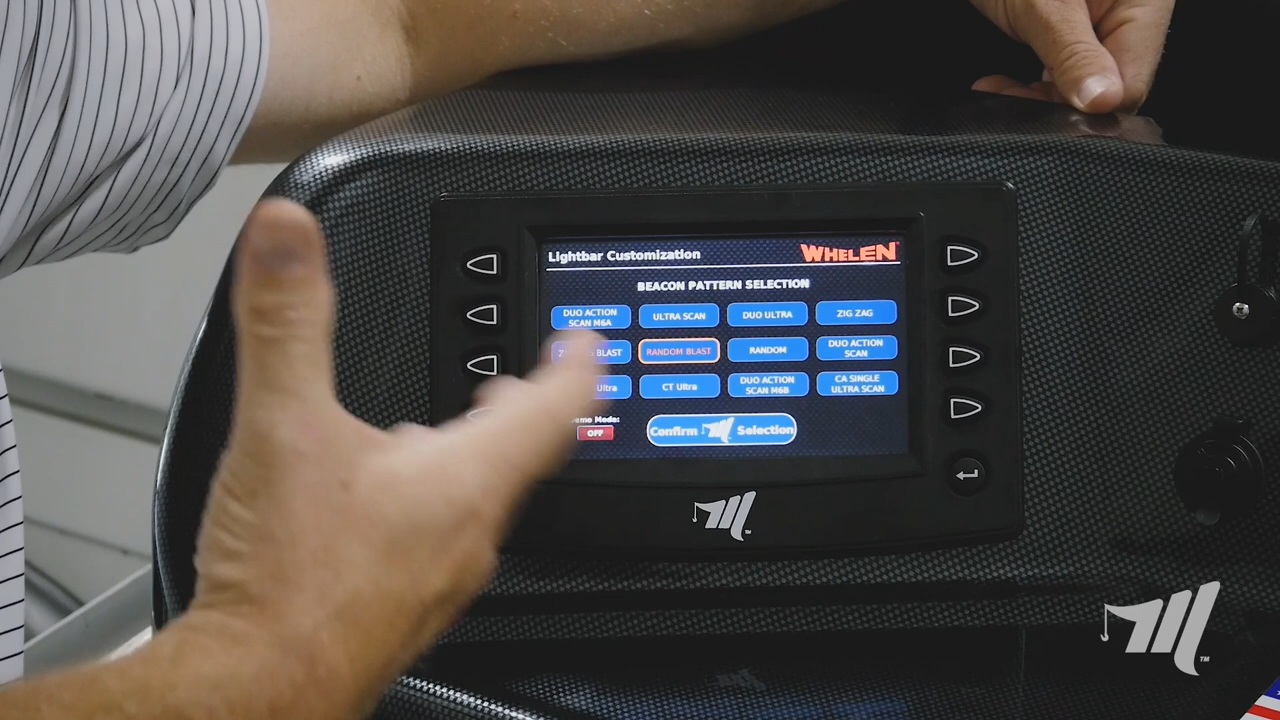 Lightbar Customization
WHELEN
BEACON PATTERN SELECTION
DUO ACTION
SCAN M6A
ULTRA SCAN
DUO ULTRA
ZIG ZAG
BLAST
RANDOM BLAST
RANDOM
DUO ACTION
SCAN
Ultra
CT Ultra
DUO ACTION
SCAN M6B
CA SINGLE
ULTRA SCAN
Mode:
OFF
Confirm Selection
TM